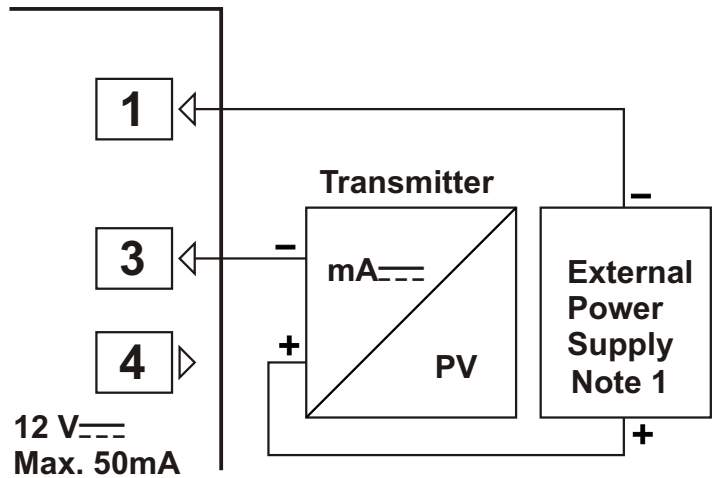 1
Transmitter
−
−
3
mA
External
Power
Supply
Note 1
+
4
PV
12 V
Max. 50mA
+